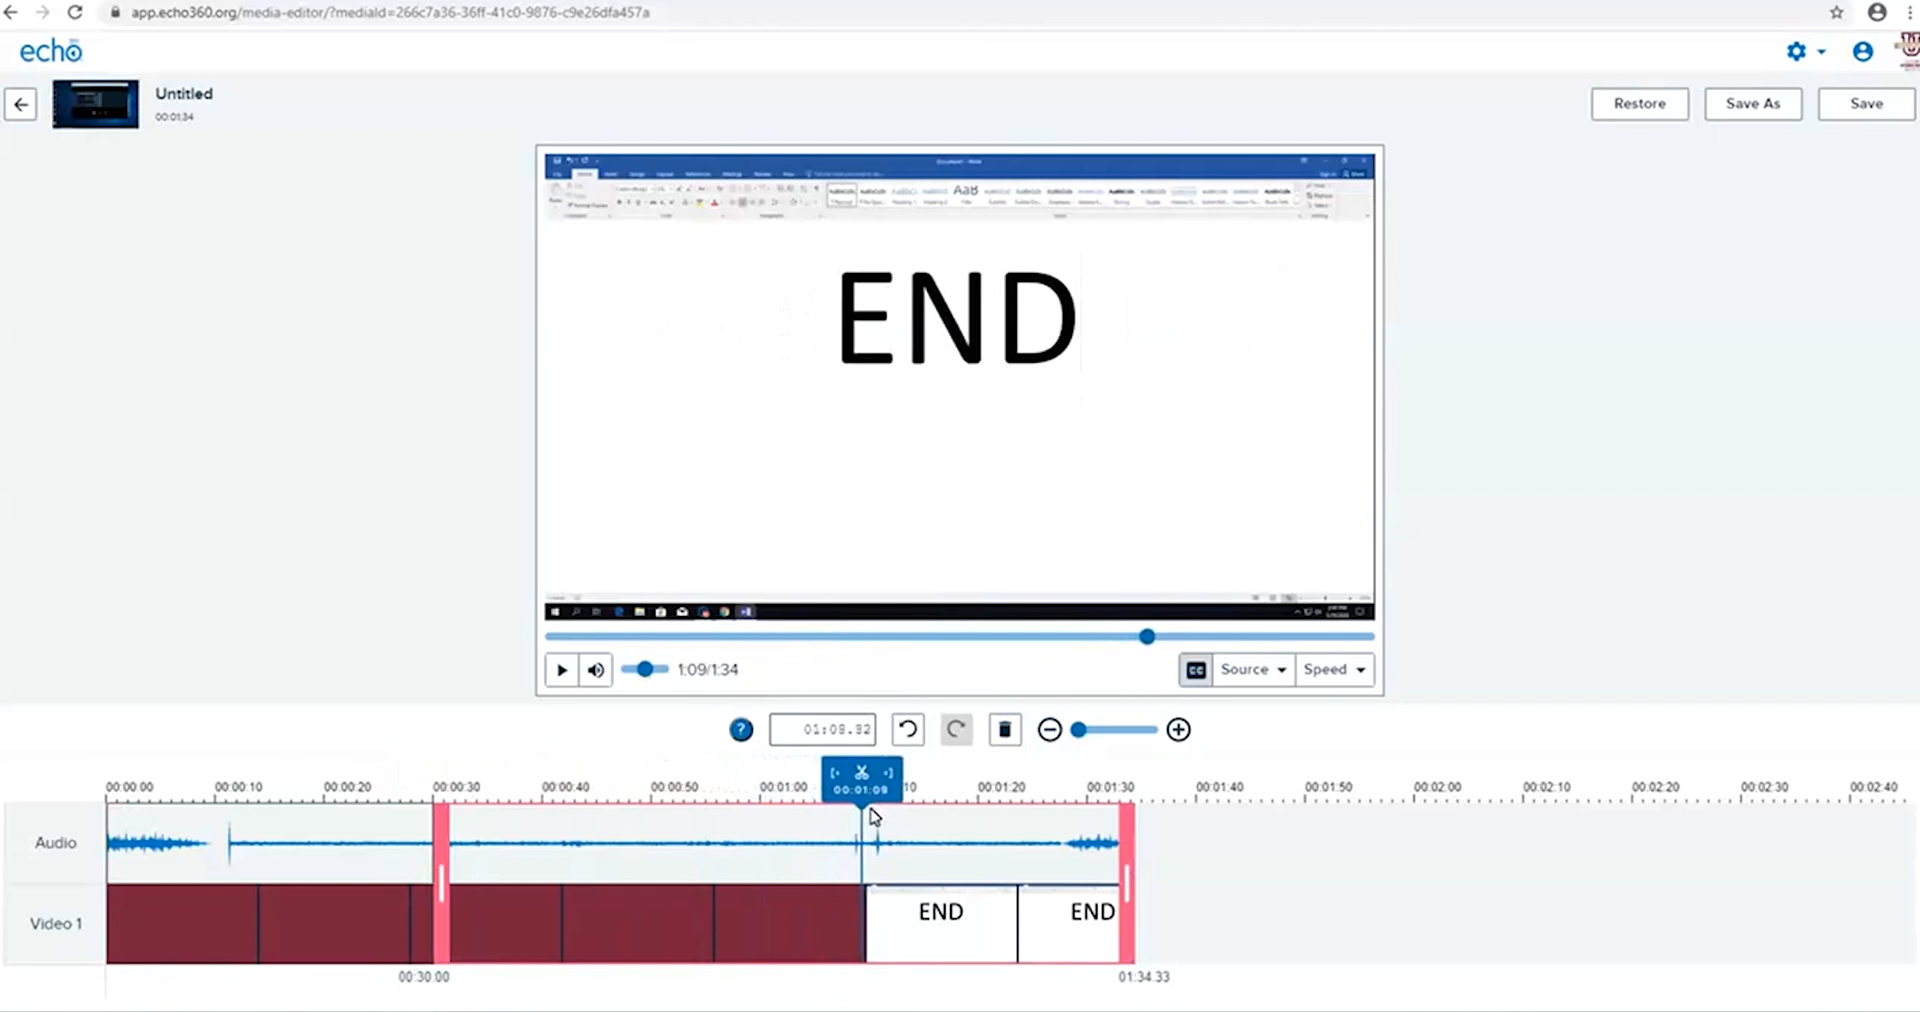 app.echo360.org/media-editor/?mediaId=266c7a36-36ff-41c0-9876-c9e26dfa457a
echo
360
Untitled
00:01:34
Restore
Save As
Save
END
1:09/1:34
CC
Source
Speed
?
00:00:00
00:00:10
00:00:20
00:00:30
00:00:40
00:00:50
00:01:00
00:01:09
10
00:01:20
00:01:30
00:01:40
00:01:50
00:02:00
00:02:10
00:02:20
00:02:30
00:02:40
Audio
Video 1
END
END
00:30.00
01:34.33